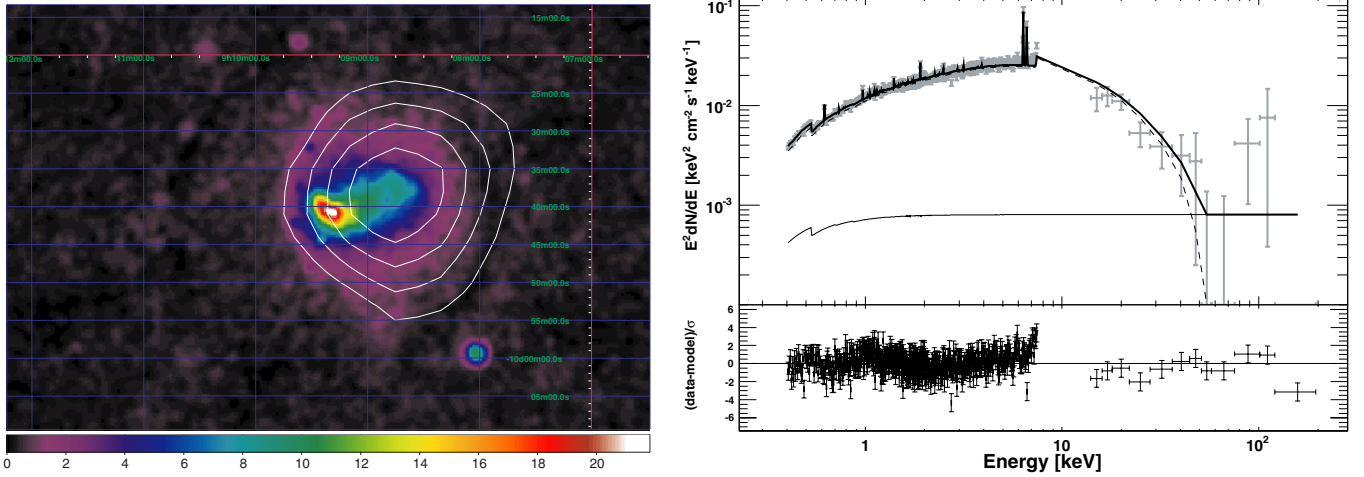 15m00.0s
12m00.0s 11m00.0s 9h10m00.0s 09m00.0s 08m00.0s 07m00.0s
25m00.0s
30m00.0s
35m00.0s
40m00.0s
45m00.0s
50m00.0s
55m00.0s
-10d00m00.0s
05m00.0s
0 2 4 6 8 10 12 14 16 18 20
E²dN/dE [keV² cm⁻² s⁻¹ keV⁻¹]
10⁻¹
10⁻²
10⁻³
(data-model)/σ
6
4
2
0
-2
-4
-6
1 10 10²
Energy [keV]